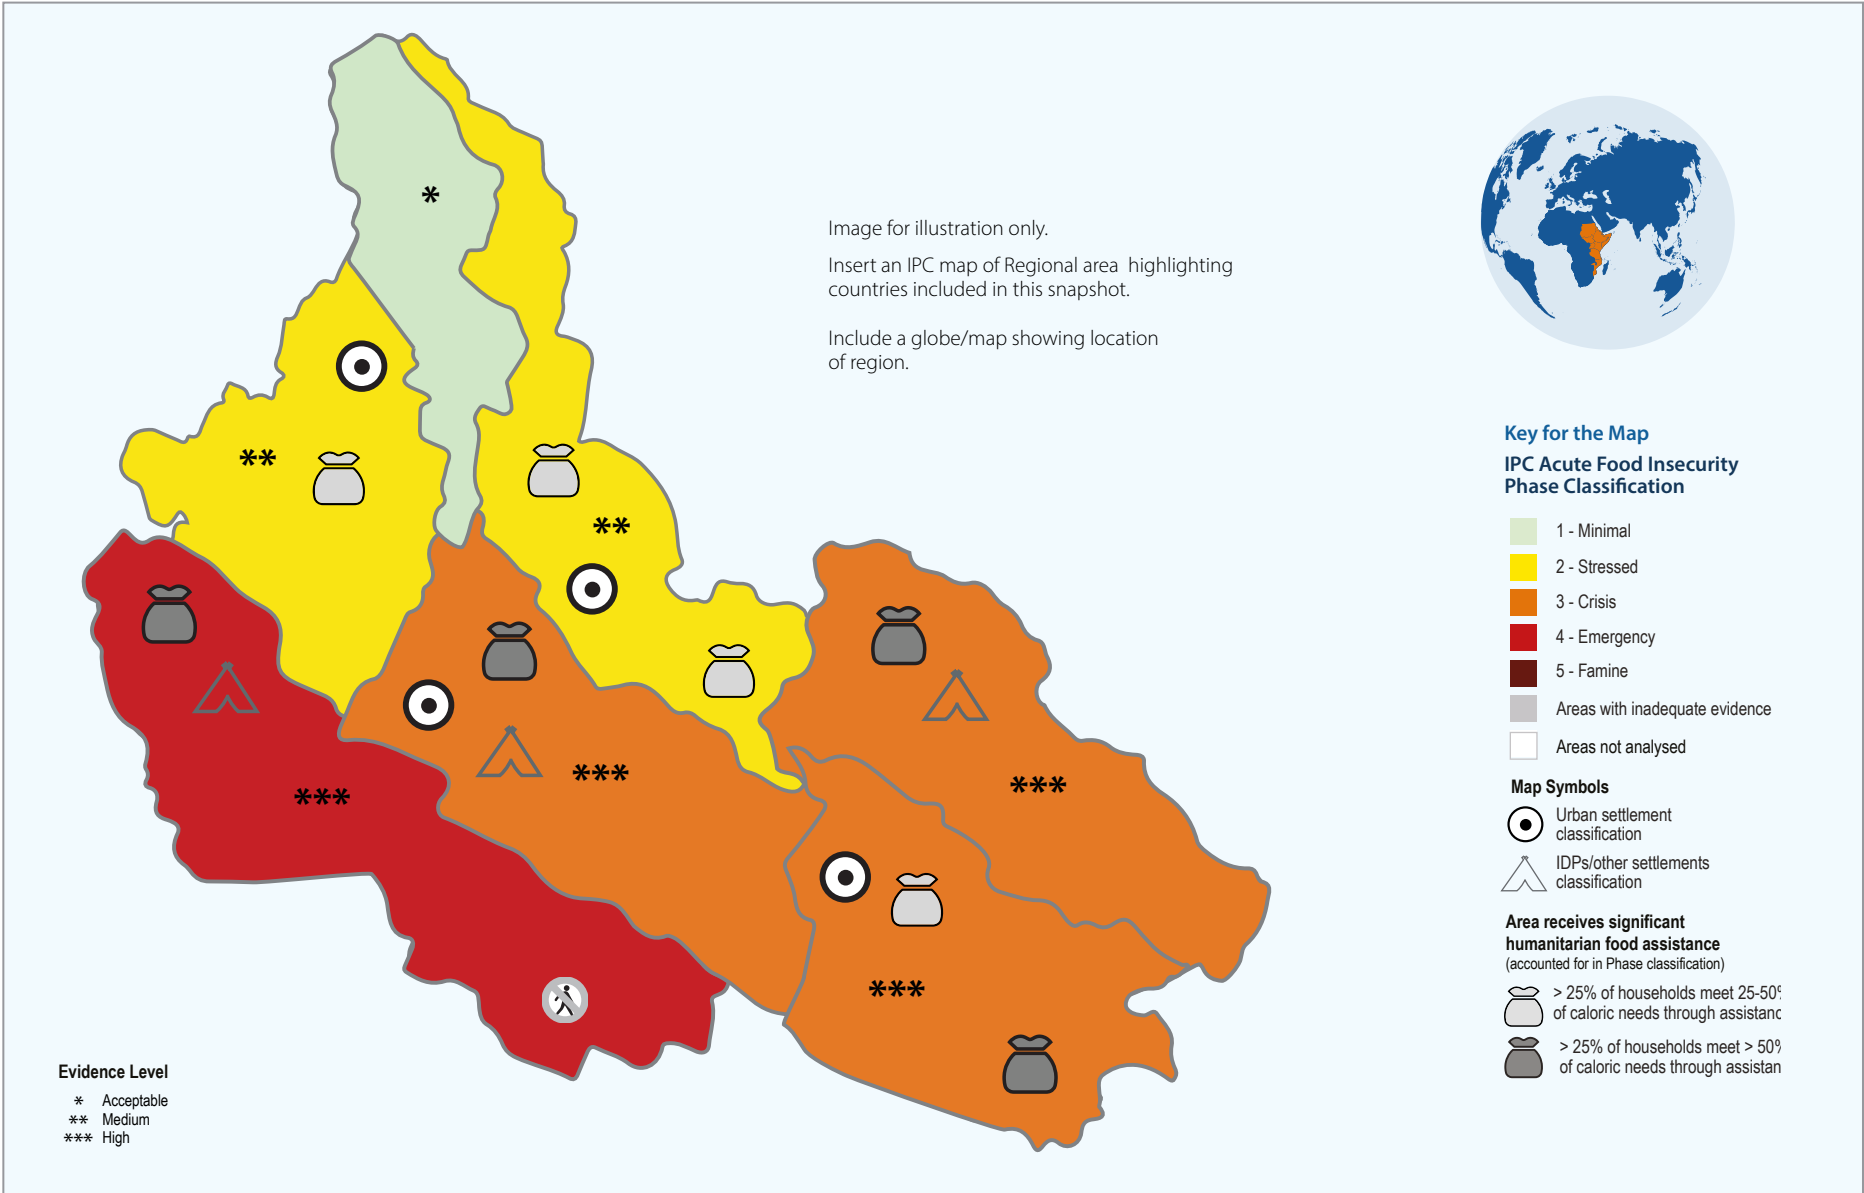 *
**
**
***
***
***
***
Image for illustration only.
Insert an IPC map of Regional area highlighting
countries included in this snapshot.
Include a globe/map showing location
of region.
Key for the Map
IPC Acute Food Insecurity
Phase Classification
1 - Minimal
2 - Stressed
3 - Crisis
4 - Emergency
5 - Famine
Areas with inadequate evidence
Areas not analysed
Map Symbols
Urban settlement
classification
IDPs/other settlements
classification
Area receives significant
humanitarian food assistance
(accounted for in Phase classification)
> 25% of households meet 25-50%
of caloric needs through assistanc
> 25% of households meet > 50%
of caloric needs through assistan
Evidence Level
* Acceptable
** Medium
*** High